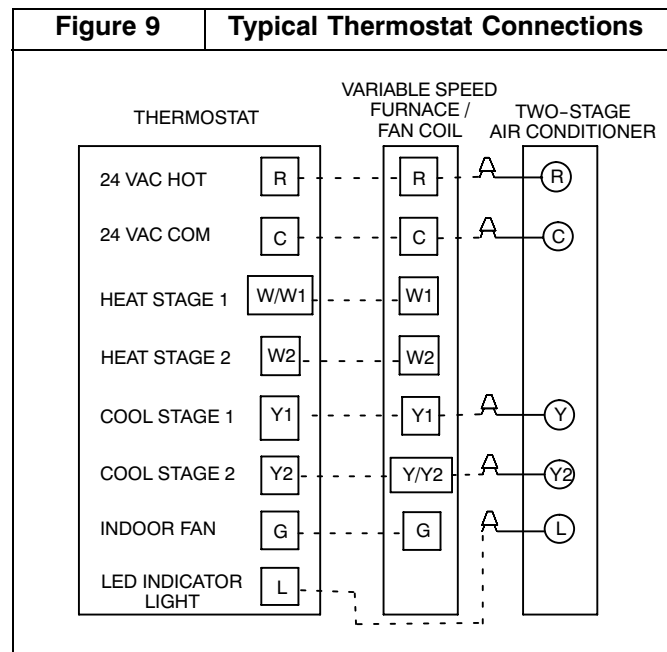 Figure 9 Typical Thermostat Connections
THERMOSTAT
VARIABLE SPEED
FURNACE /
FAN COIL
TWO-STAGE
AIR CONDITIONER
24 VAC HOT R R R
24 VAC COM C C C
HEAT STAGE 1 W/W1 W1
HEAT STAGE 2 W2 W2
COOL STAGE 1 Y1 Y1 Y
COOL STAGE 2 Y2 Y/Y2 Y2
INDOOR FAN G G L
LED INDICATOR
LIGHT L